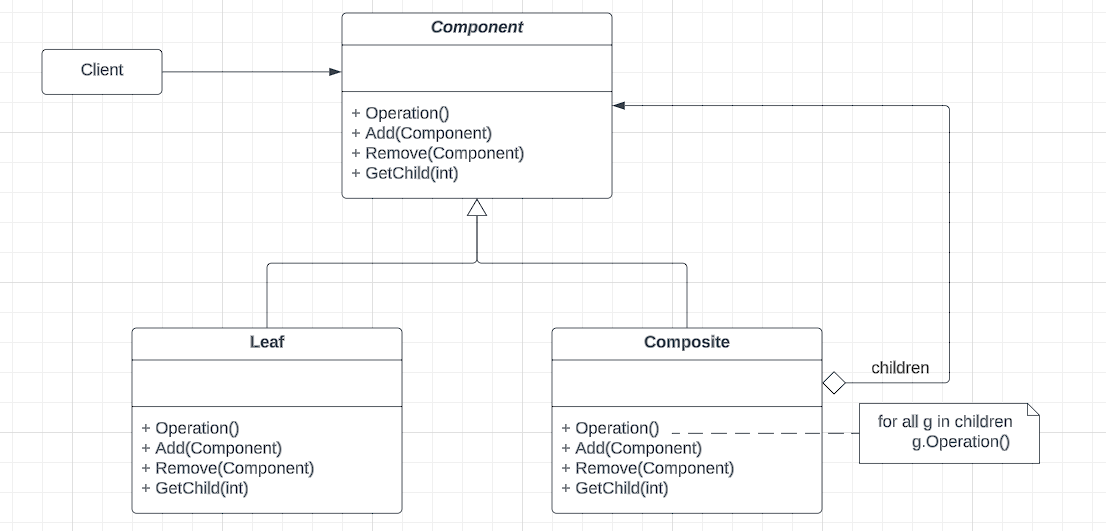 Component
Client
+ Operation()
+ Add(Component)
+ Remove(Component)
+ GetChild(int)
Leaf
+ Operation()
+ Add(Component)
+ Remove(Component)
+ GetChild(int)
Composite
+ Operation()
+ Add(Component)
+ Remove(Component)
+ GetChild(int)
children
for all g in children
g.Operation()